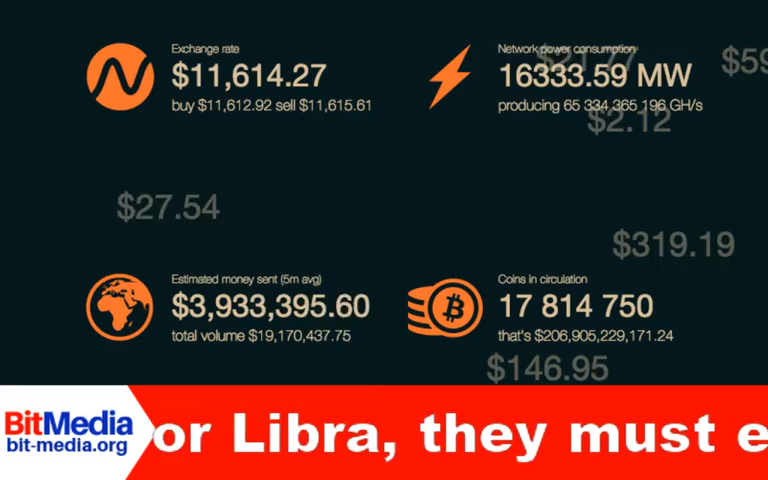 Exchange rate
$11,614.27
buy $11,612.92 sell $11,615.61
Network power consumption
16333.59 MW
producing 65 334 365 196 GH/s
$21.77
$59
$2.12
$27.54
$319.19
Estimated money sent (5m avg)
$3,933,395.60
total volume $19,170,437.75
Coins in circulation
17 814 750
that's $206,905,229,171.24
$146.95
BitMedia
bit-media.org
or Libra, they must e